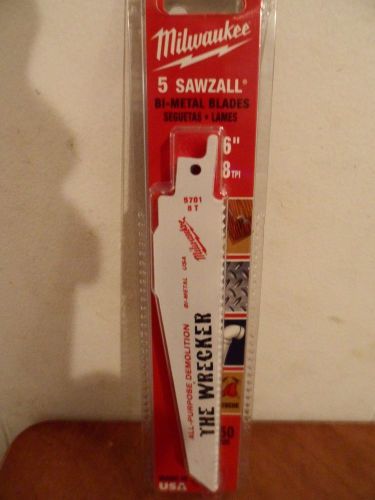 Milwaukee
5 SAWZALL®
BI-METAL BLADES
SEGUETAS • LAMES
6"
8 TPI
5701
8 T
Milwaukee
BI-METAL USA
ALL-PURPOSE DEMOLITION
THE WRECKER
USA